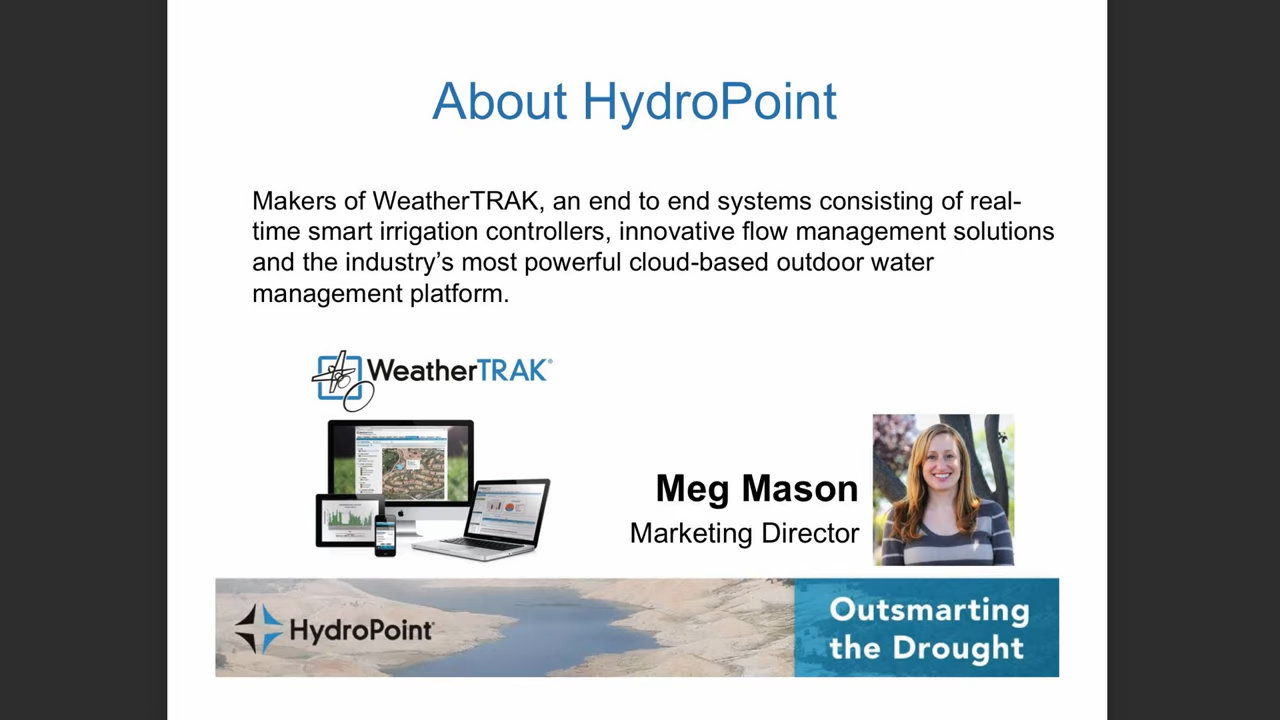 About HydroPoint
Makers of WeatherTRAK, an end to end systems consisting of real-
time smart irrigation controllers, innovative flow management solutions
and the industry's most powerful cloud-based outdoor water
management platform.
WeatherTRAK®
Meg Mason
Marketing Director
HydroPoint®
Outsmarting
the Drought